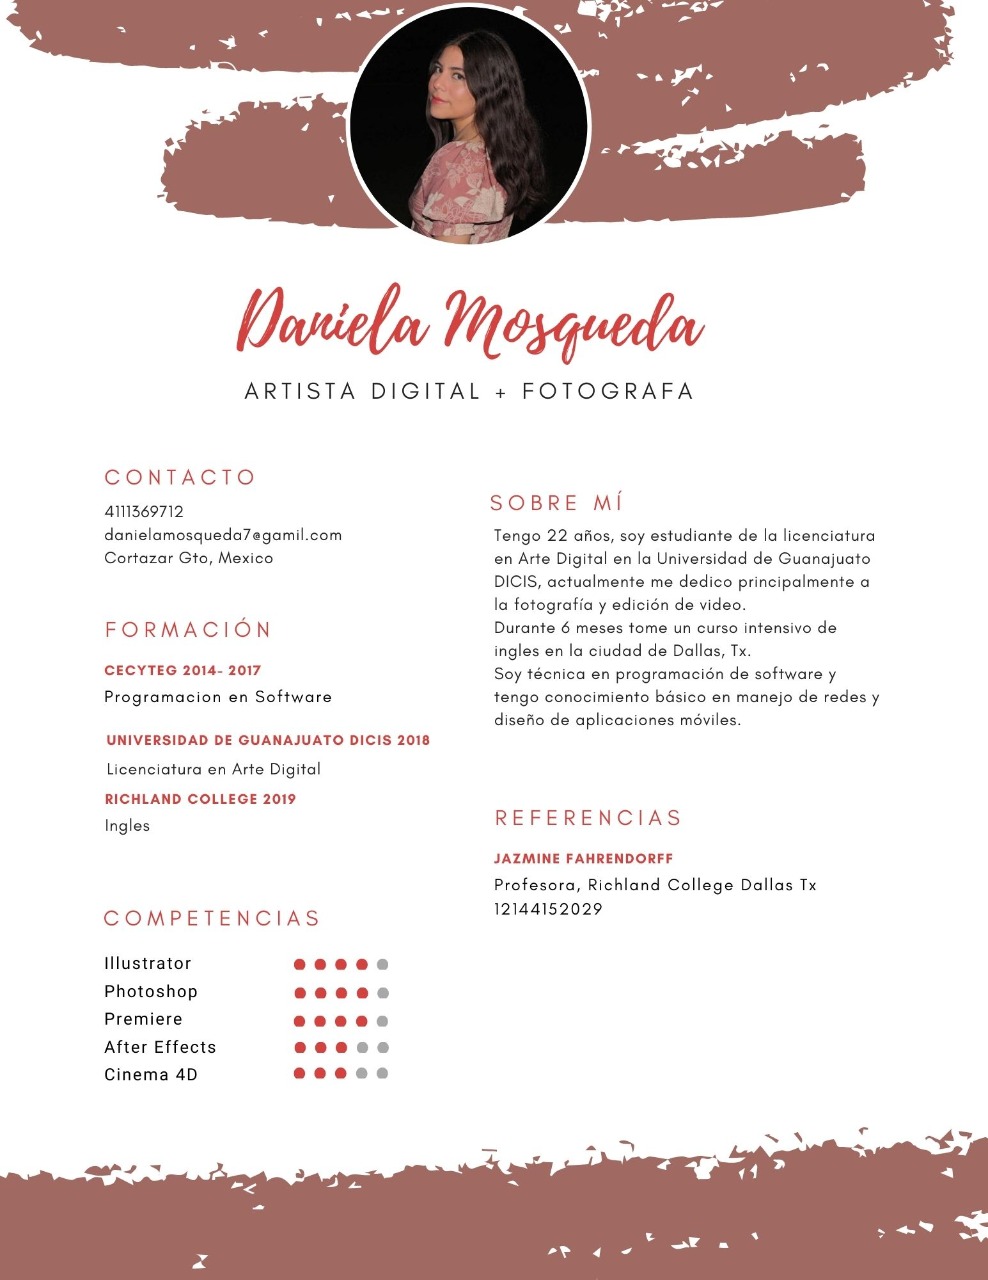 Daniela Mosqueda
ARTISTA DIGITAL + FOTOGRAFA
CONTACTO
4111369712
danielamosqueda7@gamil.com
Cortazar Gto, Mexico
FORMACIÓN
CECYTEG 2014- 2017
Programacion en Software
UNIVERSIDAD DE GUANAJUATO DICIS 2018
Licenciatura en Arte Digital
RICHLAND COLLEGE 2019
Ingles
COMPETENCIAS
Illustrator
Photoshop
Premiere
After Effects
Cinema 4D
SOBRE MÍ
Tengo 22 años, soy estudiante de la licenciatura
en Arte Digital en la Universidad de Guanajuato
DICIS, actualmente me dedico principalmente a
la fotografía y edición de video.
Durante 6 meses tome un curso intensivo de
ingles en la ciudad de Dallas, Tx.
Soy técnica en programación de software y
tengo conocimiento básico en manejo de redes y
diseño de aplicaciones móviles.
REFERENCIAS
JAZMINE FAHRENDORFF
Profesora, Richland College Dallas Tx
12144152029